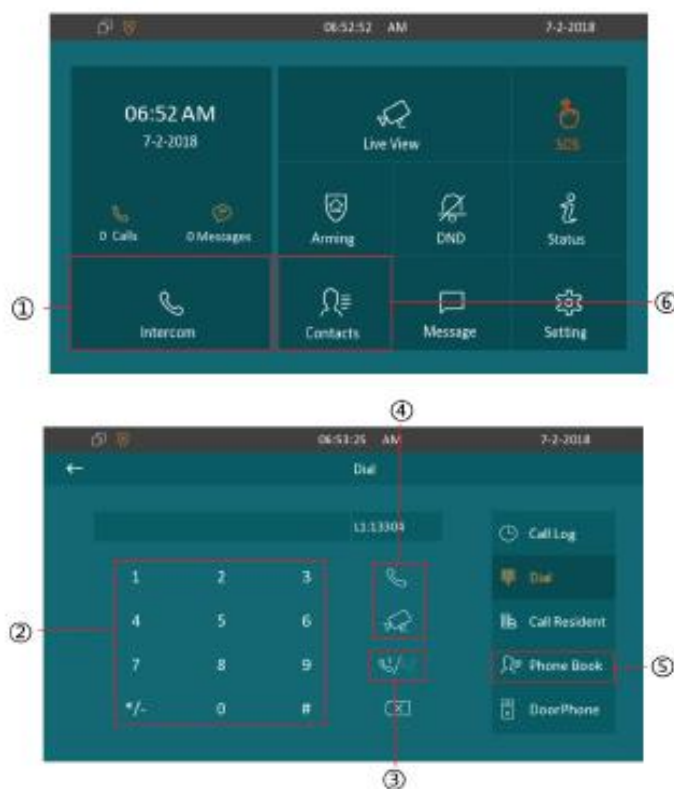 06:52:52 AM 7-2-2018
06:52 AM
7-2-2018
Live View
SOS
0 Calls 0 Messages
Arming DND Status
① ⑥
Intercom Contacts Message Setting
④
06:53:25 AM 7-2-2018
Dial
L1:13304
Call Log
1 2 3
Dial
② 4 5 6
Call Resident
7 8 9
Phone Book ⑤
*/- 0 #
DoorPhone
③